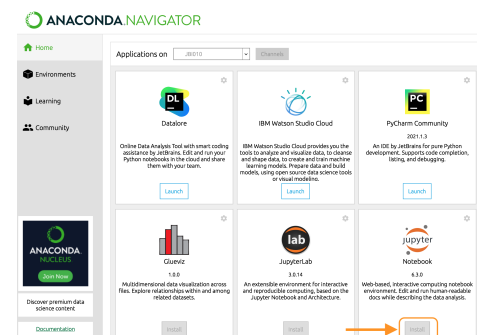 ANACONDA.NAVIGATOR
Home
Environments
Learning
Community
ANACONDA.
NUCLEUS
Join Now
Discover premium data
science content
Documentation
Applications on
JBI010
Channels
DL
Datalore
Online Data Analysis Tool with smart coding
assistance by JetBrains. Edit and run your
Python notebooks in the cloud and share
them with your team.
Launch
IBM Watson Studio Cloud
IBM Watson Studio Cloud provides you the
tools to analyze and visualize data, to cleanse
and shape data, to create and train machine
learning models. Prepare data and build
models, using open source data science tools
or visual modeling.
Launch
PC
PyCharm Community
2021.1.3
An IDE by JetBrains for pure Python
development. Supports code completion,
listing, and debugging.
Launch
Glueviz
1.0.0
Multidimensional data visualization across
files. Explore relationships within and among
related datasets.
Install
lab
JupyterLab
3.0.14
An extensible environment for interactive
and reproducible computing, based on the
Jupyter Notebook and Architecture.
Install
jupyter
Notebook
6.3.0
Web-based, interactive computing notebook
environment. Edit and run human-readable
docs while describing the data analysis.
Install